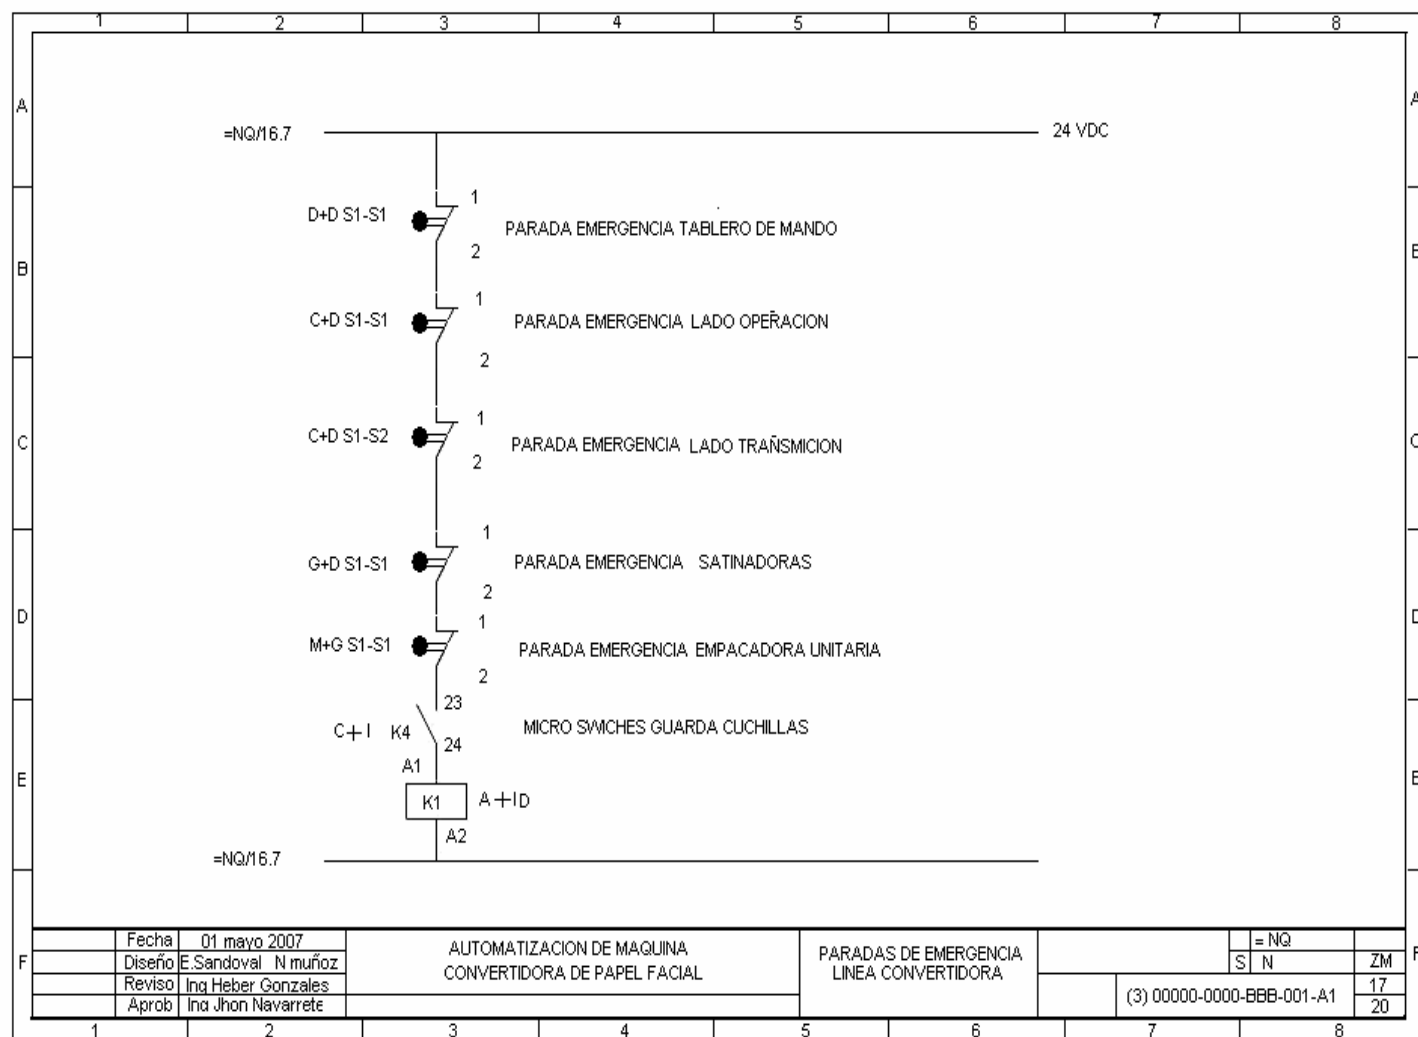 1 2 3 4 5 6 7 8
A A
=NQ/16.7 24 VDC
D+D S1-S1 1
PARADA EMERGENCIA TABLERO DE MANDO
2
B
C+D S1-S1 1
PARADA EMERGENCIA LADO OPERACION
2
C+D S1-S2 1
C
PARADA EMERGENCIA LADO TRAÑSMICION
2
1
G+D S1-S1 PARADA EMERGENCIA SATINADORAS
2
D
M+G S1-S1 1
PARADA EMERGENCIA EMPACADORA UNITARIA
2
23
C+I K4 MICRO SWICHES GUARDA CUCHILLAS
24
A1
E
K1 A+ID
A2
=NQ/16.7
F
Fecha 01 mayo 2007
Diseño E.Sandoval N muñoz
Reviso Ing Heber Gonzales
Aprob Ing Jhon Navarrete
AUTOMATIZACION DE MAQUINA
CONVERTIDORA DE PAPEL FACIAL
PARADAS DE EMERGENCIA
LINEA CONVERTIDORA
= NQ
S N ZM
(3) 00000-0000-BBB-001-A1
17
20
1 2 3 4 5 6 7 8